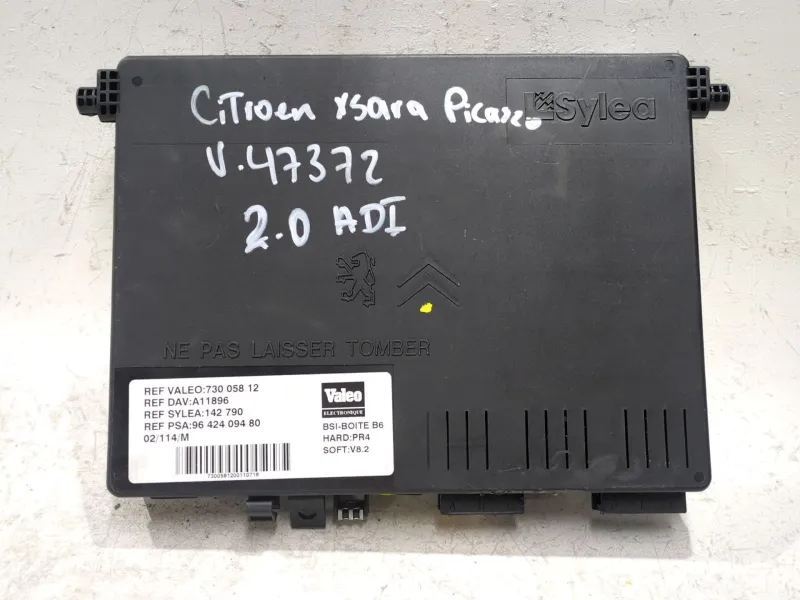 Sylea
Citroen xsara Picasso
V.47372
2.0 ADI
NE PAS LAISSER TOMBER
REF VALEO:730 058 12
REF DAV:A11896
REF SYLEA:142 790
REF PSA:96 424 094 80
02/114/M
Valeo
ELECTRONIQUE
BSI-BOITE B6
HARD:PR4
SOFT:V8.2
7300581200110716